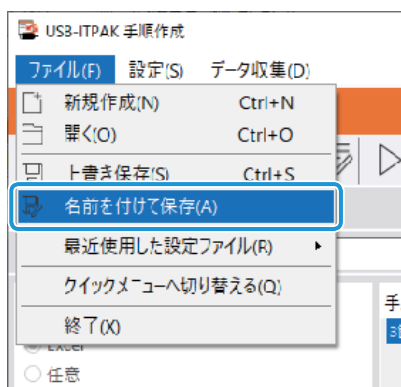 USB-ITPAK 手順作成
ファイル(F) 設定(S) データ収集(D)
新規作成(N) Ctrl+N
開く(O) Ctrl+O
上書き保存(S) Ctrl+S
名前を付けて保存(A)
最近使用した設定ファイル(R)
クイックメニューへ切り替える(Q)
終了(X)
手
Excel
任意